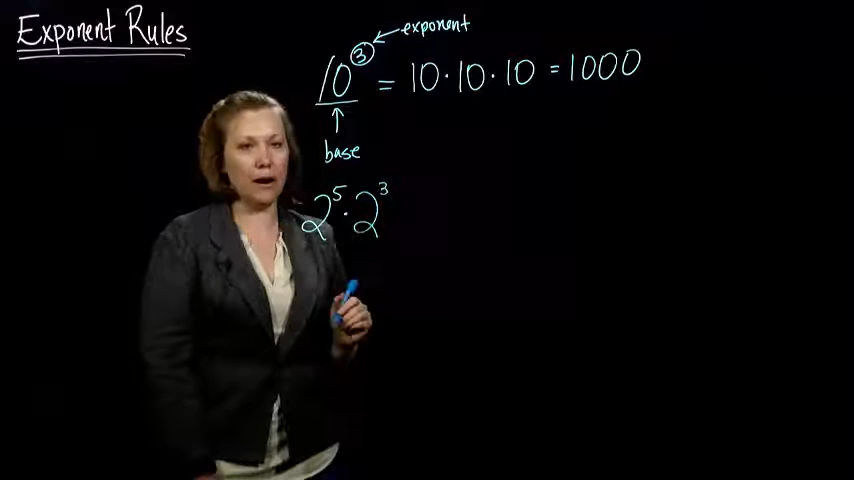 Exponent Rules
exponent
10³ = 10·10·10 = 1000
base
2⁵·2³